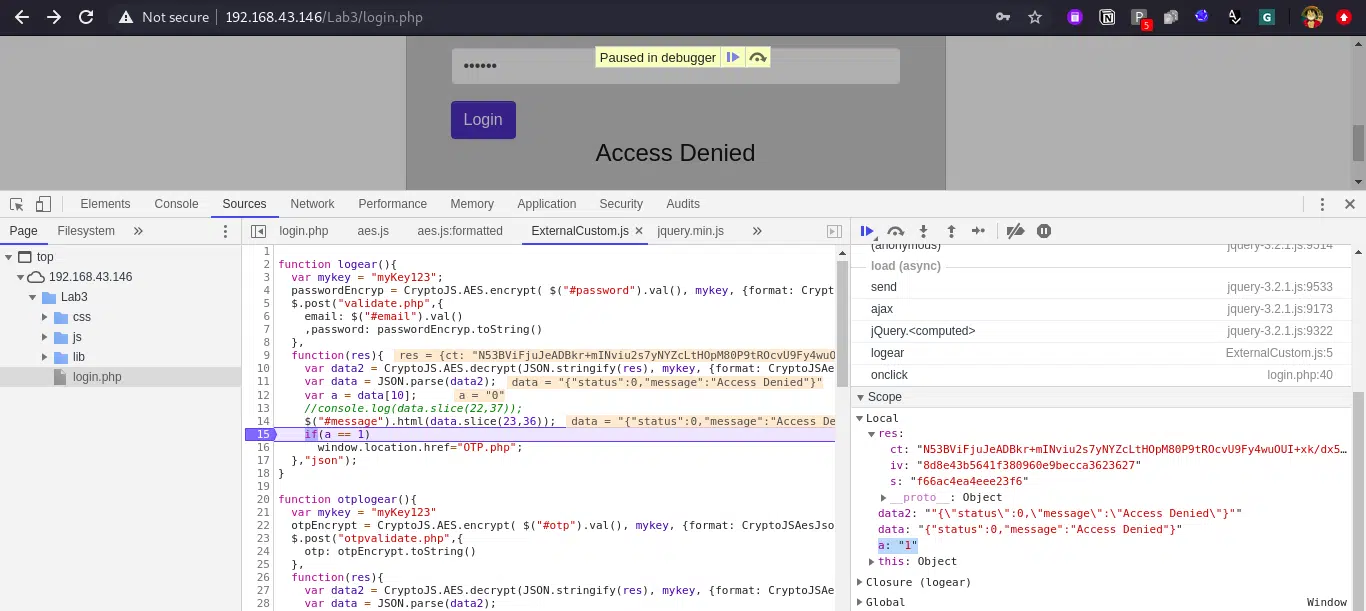 Not secure 192.168.43.146/Lab3/login.php
5
G
Paused in debugger
••••••
Login
Access Denied
Elements Console Sources Network Performance Memory Application Security Audits
Page Filesystem » login.php aes.js aes.js:formatted ExternalCustom.js × jquery.min.js »
top
192.168.43.146
Lab3
css
js
lib
login.php
1
2 function logear(){
3 var mykey = "myKey123";
4 passwordEncryp = CryptoJS.AES.encrypt( $("#password").val(), mykey, {format: Crypt
5 $.post("validate.php",{
6 email: $("#email").val()
7 ,password: passwordEncryp.toString()
8 },
9 function(res){ res = {ct: "N53BViFjuJeADBkr+mINviu2s7yNYZcLtHOpM80P9tROcvU9Fy4wuO
10 var data2 = CryptoJS.AES.decrypt(JSON.stringify(res), mykey, {format: CryptoJSAe
11 var data = JSON.parse(data2); data = "{"status":0,"message":"Access Denied"}"
12 var a = data[10]; a = "0"
13 //console.log(data.slice(22,37));
14 $("#message").html(data.slice(23,36)); data = "{"status":0,"message":"Access De
15 if(a == 1)
16 window.location.href="OTP.php";
17 },"json");
18 }
19
20 function otplogear(){
21 var mykey = "myKey123"
22 otpEncrypt = CryptoJS.AES.encrypt( $("#otp").val(), mykey, {format: CryptoJSAesJso
23 $.post("otpvalidate.php",{
24 otp: otpEncrypt.toString()
25 },
26 function(res){
27 var data2 = CryptoJS.AES.decrypt(JSON.stringify(res), mykey, {format: CryptoJSAe
28 var data = JSON.parse(data2);
(anonymous) jquery-3.2.1.js:9514
load (async)
send jquery-3.2.1.js:9533
ajax jquery-3.2.1.js:9173
jQuery.<computed> jquery-3.2.1.js:9322
logear ExternalCustom.js:5
onclick login.php:40
Scope
Local
res:
ct: "N53BViFjuJeADBkr+mINviu2s7yNYZcLtHOpM80P9tROcvU9Fy4wuOUI+xk/dx5…
iv: "8d8e43b5641f380960e9becca3623627"
s: "f66ac4ea4eee23f6"
__proto__: Object
data2: ""{\"status\":0,\"message\":\"Access Denied\"}""
data: "{"status":0,"message":"Access Denied"}"
a: "1"
this: Object
Closure (logear)
Global Window